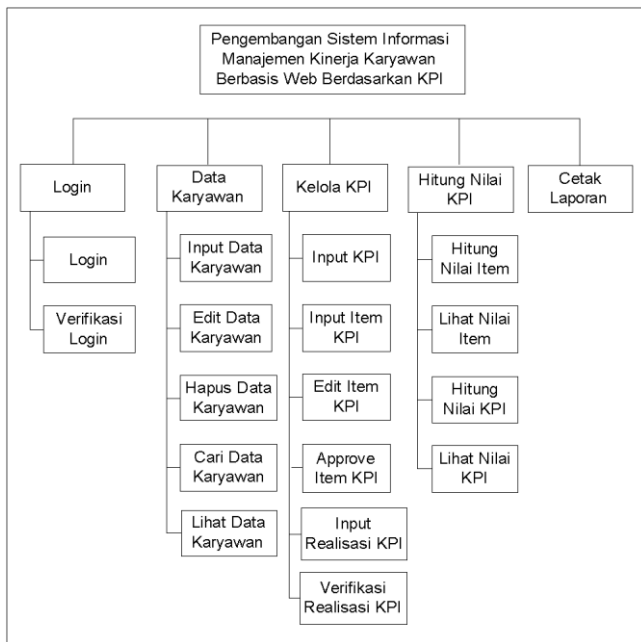 Pengembangan Sistem Informasi
Manajemen Kinerja Karyawan
Berbasis Web Berdasarkan KPI
Login
Data
Karyawan
Kelola KPI
Hitung Nilai
KPI
Cetak
Laporan
Login
Verifikasi
Login
Input Data
Karyawan
Edit Data
Karyawan
Hapus Data
Karyawan
Cari Data
Karyawan
Lihat Data
Karyawan
Input KPI
Input Item
KPI
Edit Item
KPI
Approve
Item KPI
Input
Realisasi KPI
Verifikasi
Realisasi KPI
Hitung
Nilai Item
Lihat Nilai
Item
Hitung
Nilai KPI
Lihat Nilai
KPI